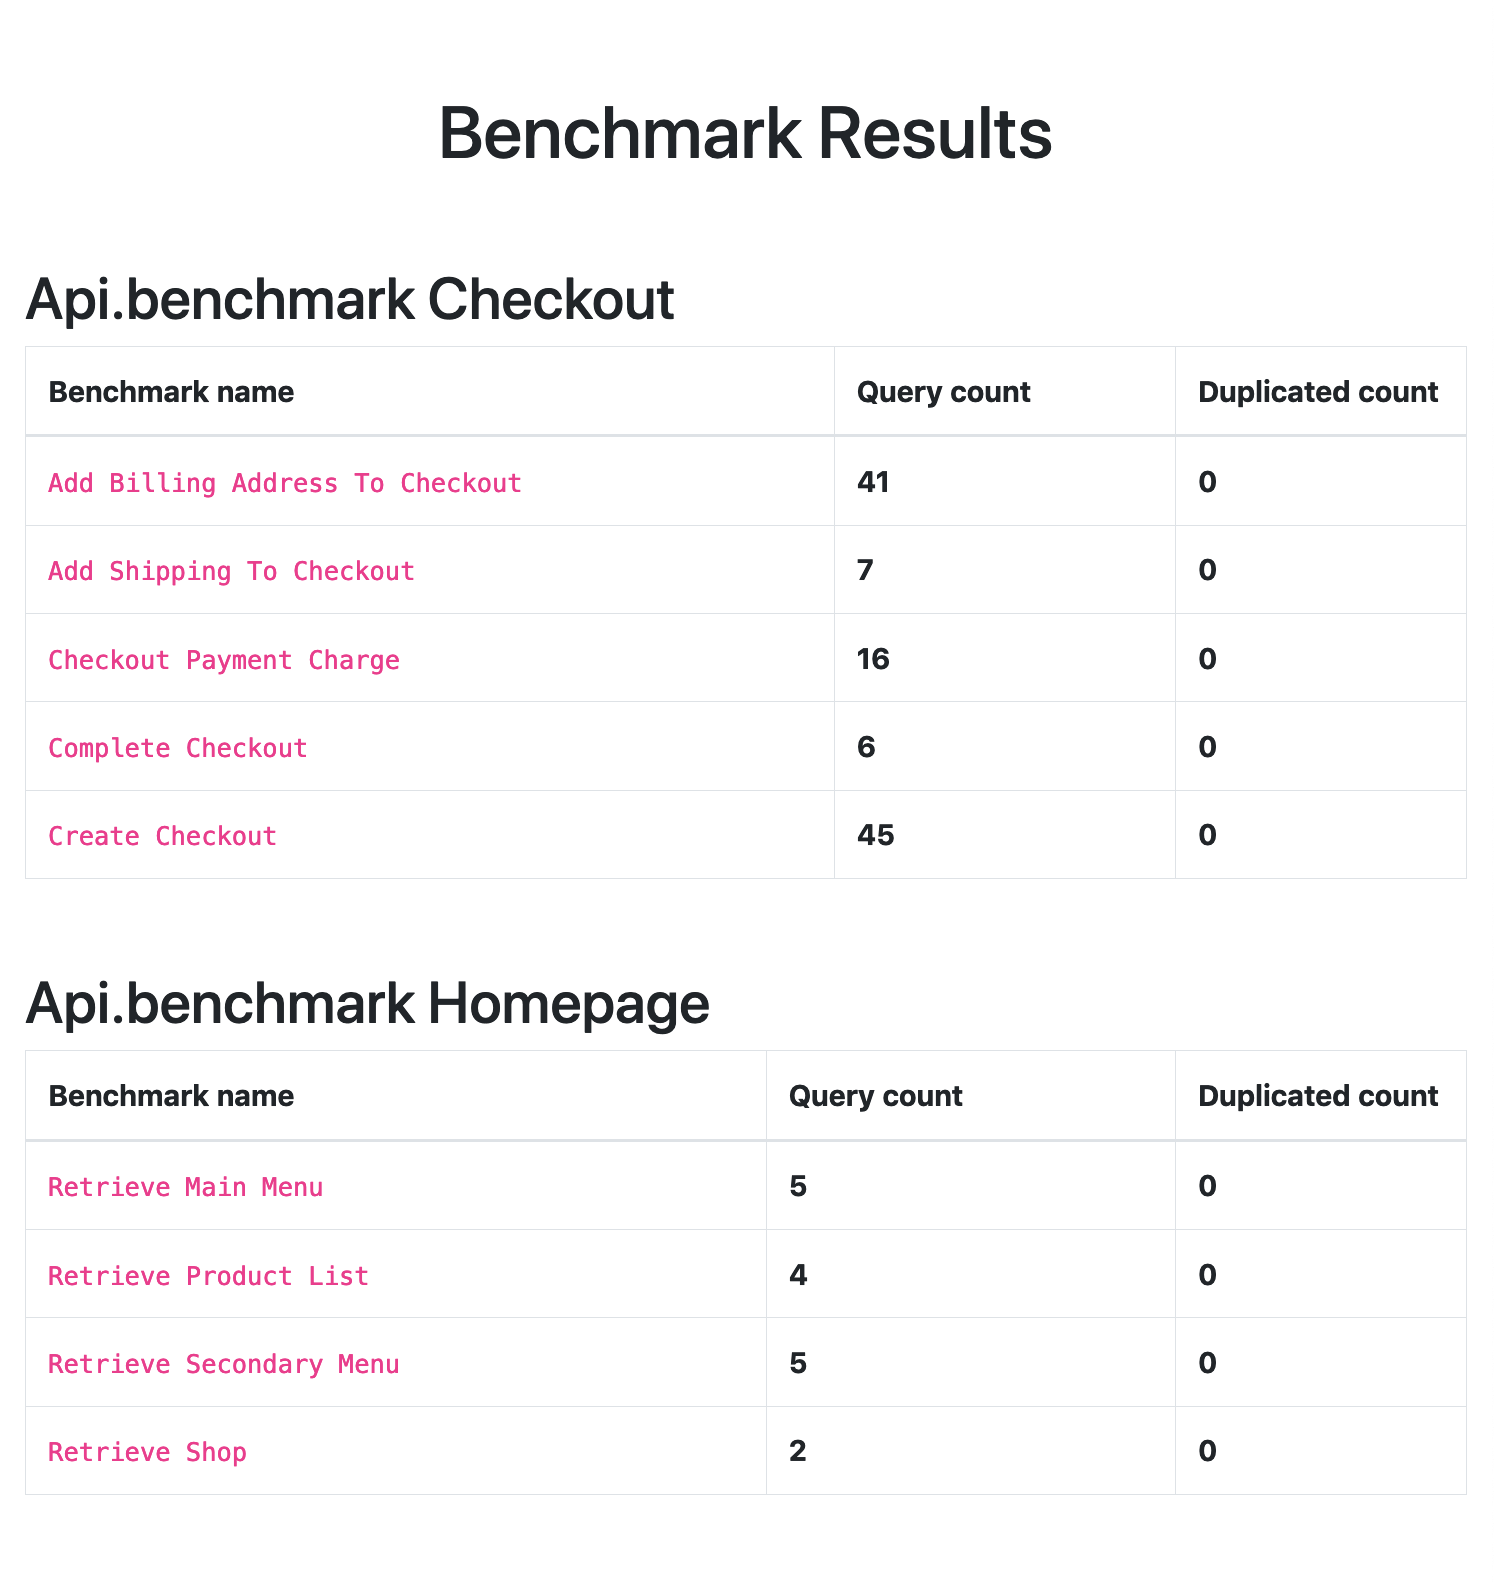 Benchmark Results
Api.benchmark Checkout
Benchmark name Query count Duplicated count
Add Billing Address To Checkout 41 0
Add Shipping To Checkout 7 0
Checkout Payment Charge 16 0
Complete Checkout 6 0
Create Checkout 45 0
Api.benchmark Homepage
Benchmark name Query count Duplicated count
Retrieve Main Menu 5 0
Retrieve Product List 4 0
Retrieve Secondary Menu 5 0
Retrieve Shop 2 0